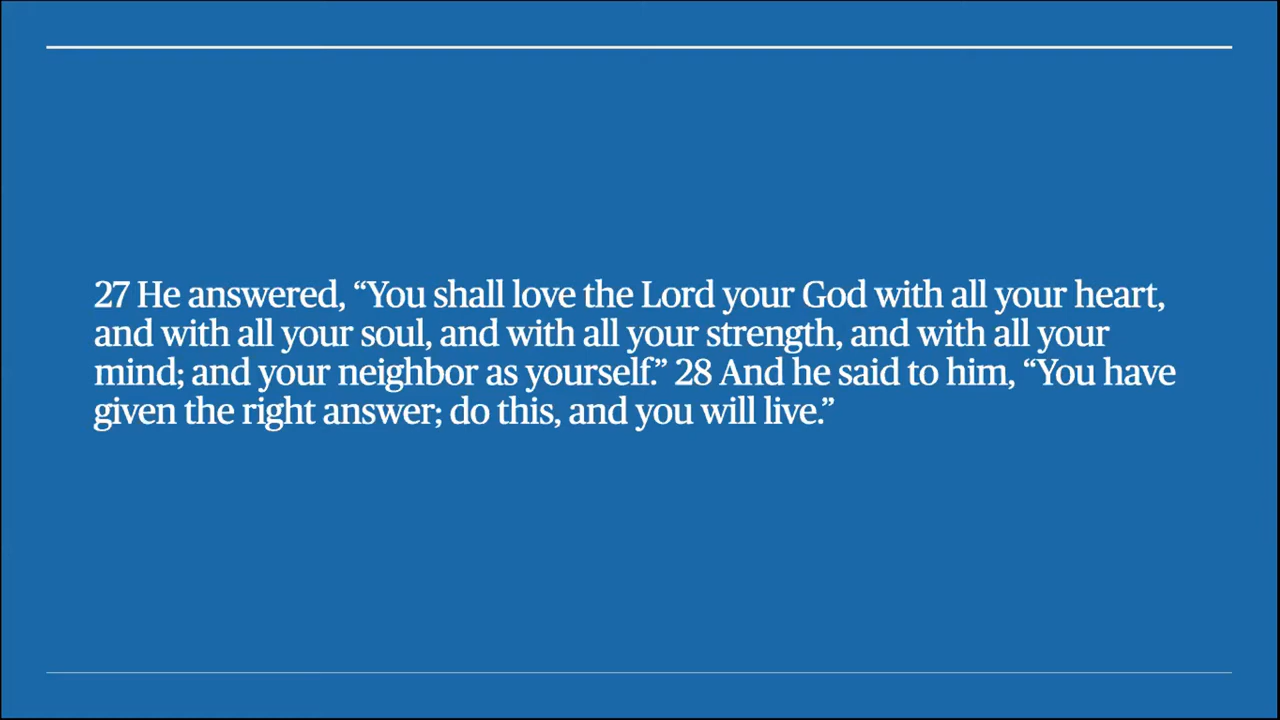 27 He answered, “You shall love the Lord your God with all your heart,
and with all your soul, and with all your strength, and with all your
mind; and your neighbor as yourself.” 28 And he said to him, “You have
given the right answer; do this, and you will live.”